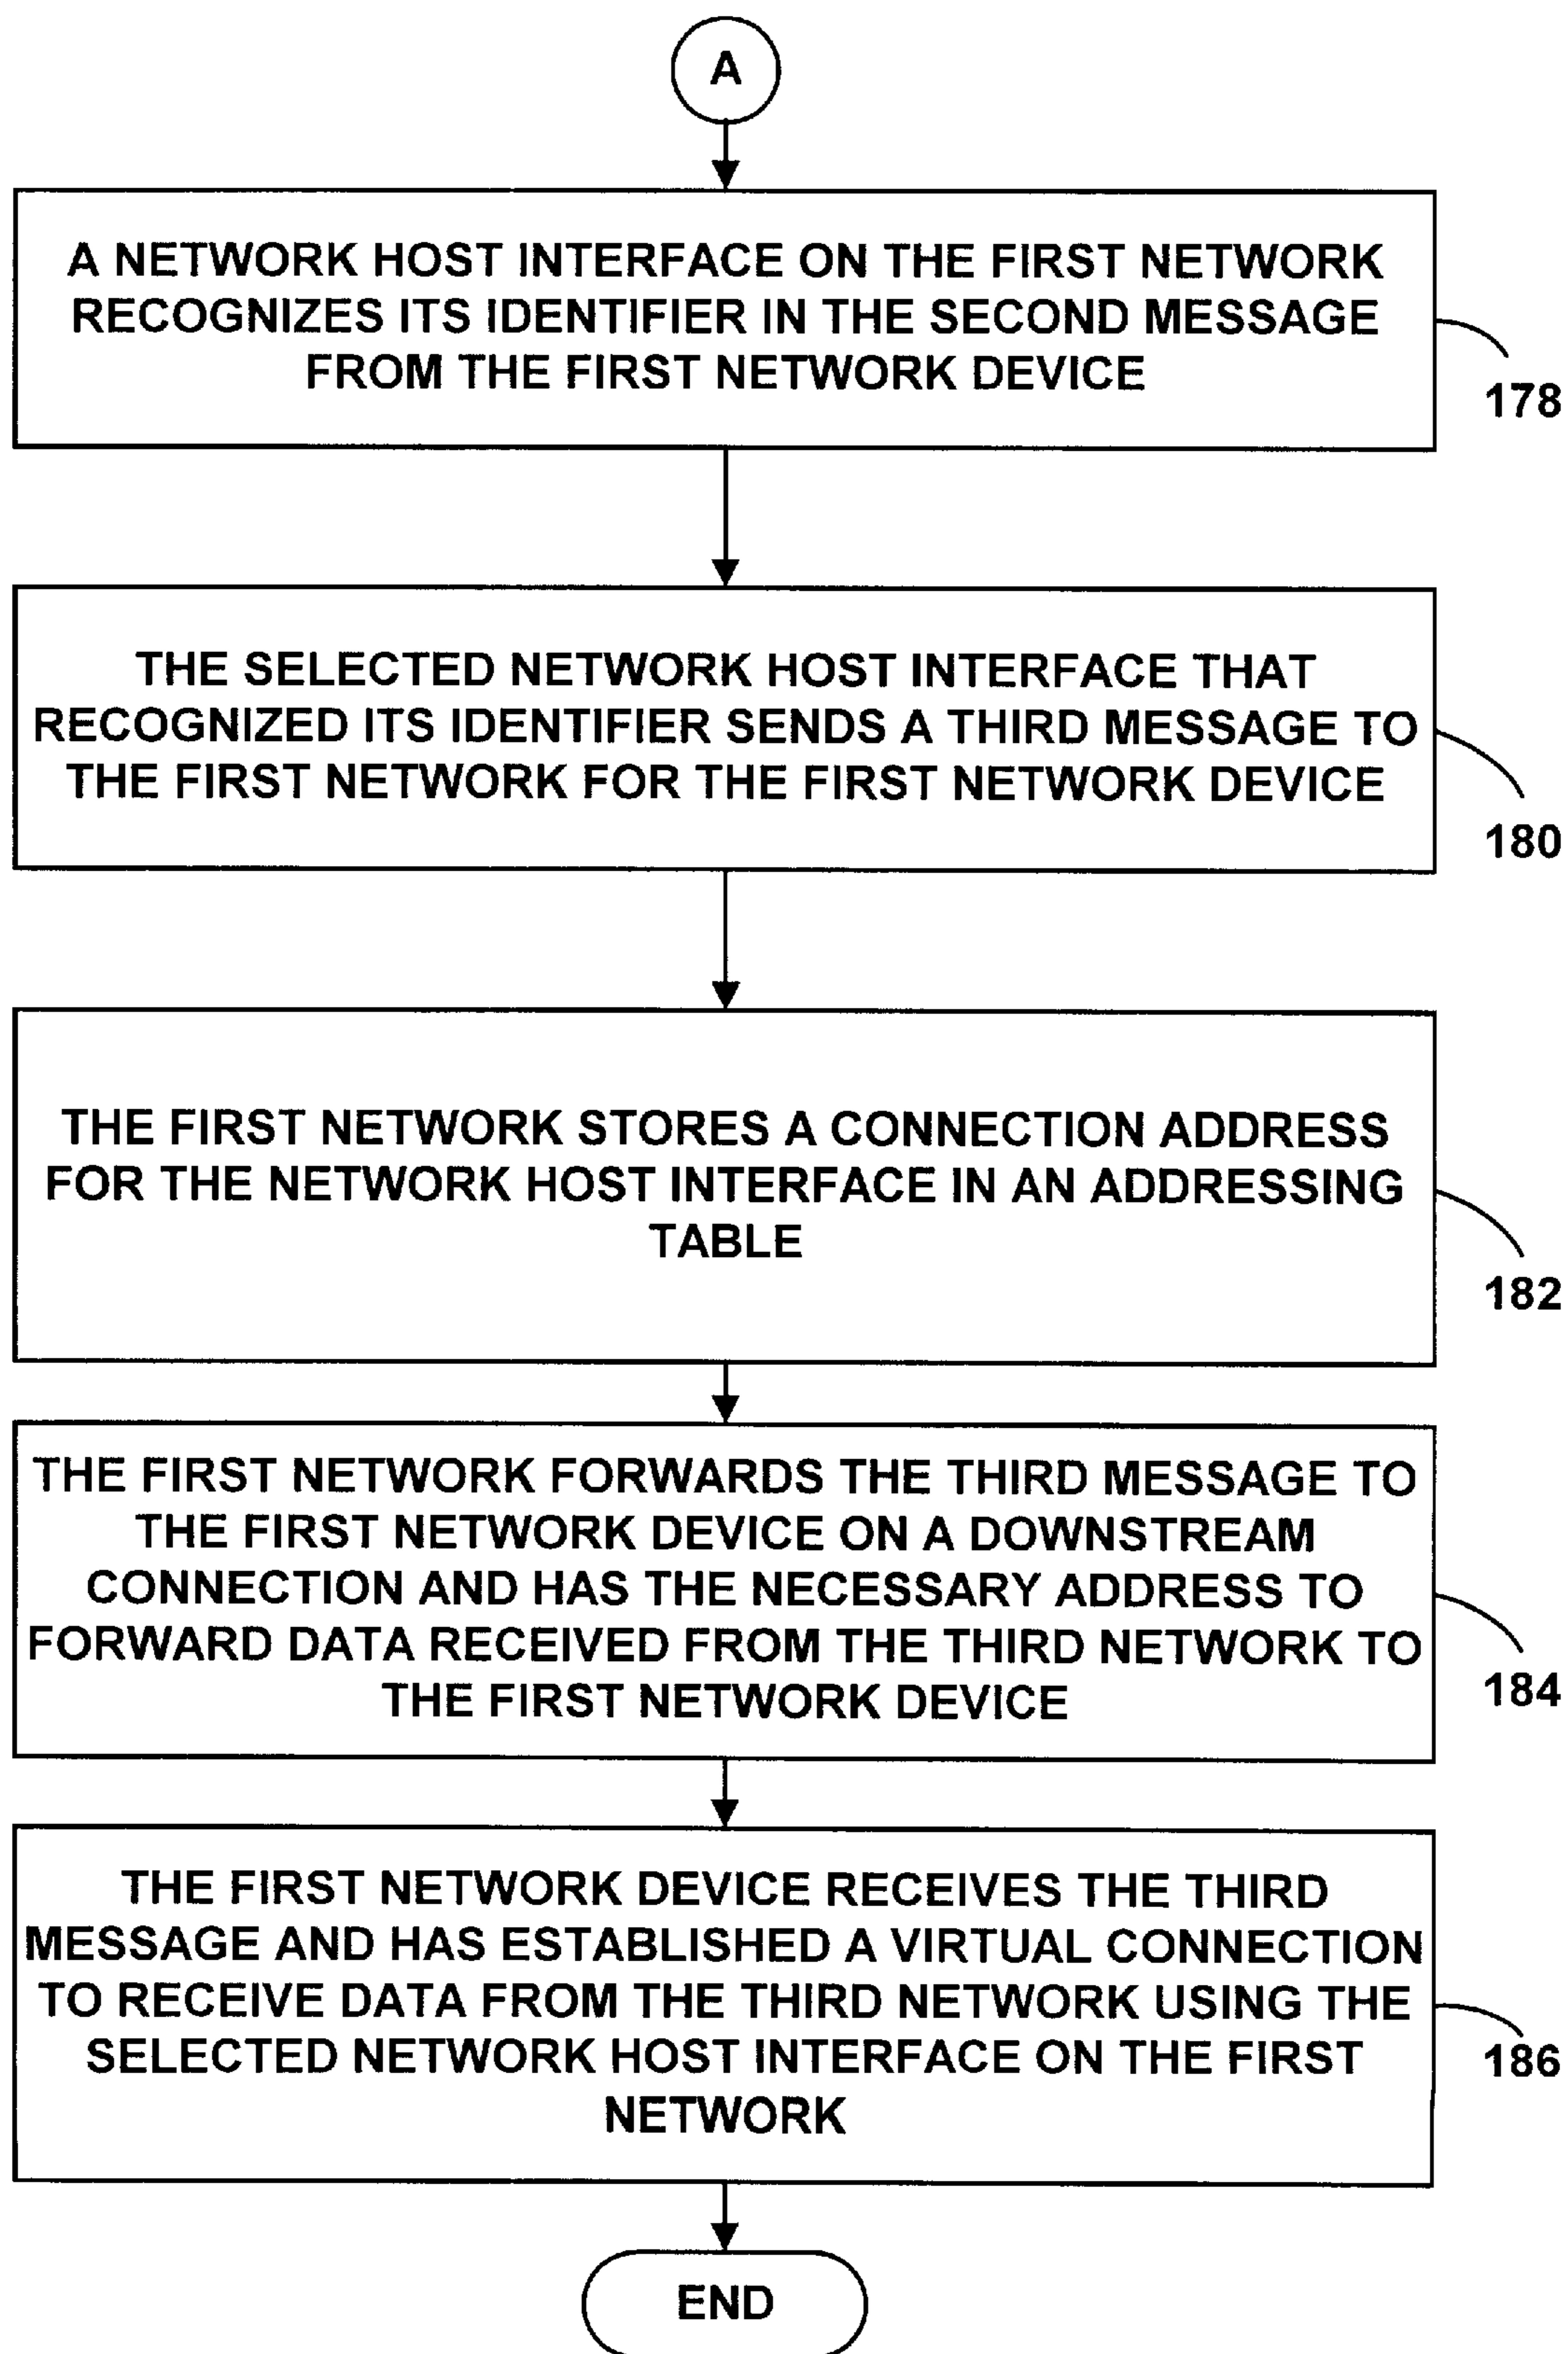 A
A NETWORK HOST INTERFACE ON THE FIRST NETWORK
RECOGNIZES ITS IDENTIFIER IN THE SECOND MESSAGE
FROM THE FIRST NETWORK DEVICE
178
THE SELECTED NETWORK HOST INTERFACE THAT
RECOGNIZED ITS IDENTIFIER SENDS A THIRD MESSAGE TO
THE FIRST NETWORK FOR THE FIRST NETWORK DEVICE
180
THE FIRST NETWORK STORES A CONNECTION ADDRESS
FOR THE NETWORK HOST INTERFACE IN AN ADDRESSING
TABLE
182
THE FIRST NETWORK FORWARDS THE THIRD MESSAGE TO
THE FIRST NETWORK DEVICE ON A DOWNSTREAM
CONNECTION AND HAS THE NECESSARY ADDRESS TO
FORWARD DATA RECEIVED FROM THE THIRD NETWORK TO
THE FIRST NETWORK DEVICE
184
THE FIRST NETWORK DEVICE RECEIVES THE THIRD
MESSAGE AND HAS ESTABLISHED A VIRTUAL CONNECTION
TO RECEIVE DATA FROM THE THIRD NETWORK USING THE
SELECTED NETWORK HOST INTERFACE ON THE FIRST
NETWORK
186
END